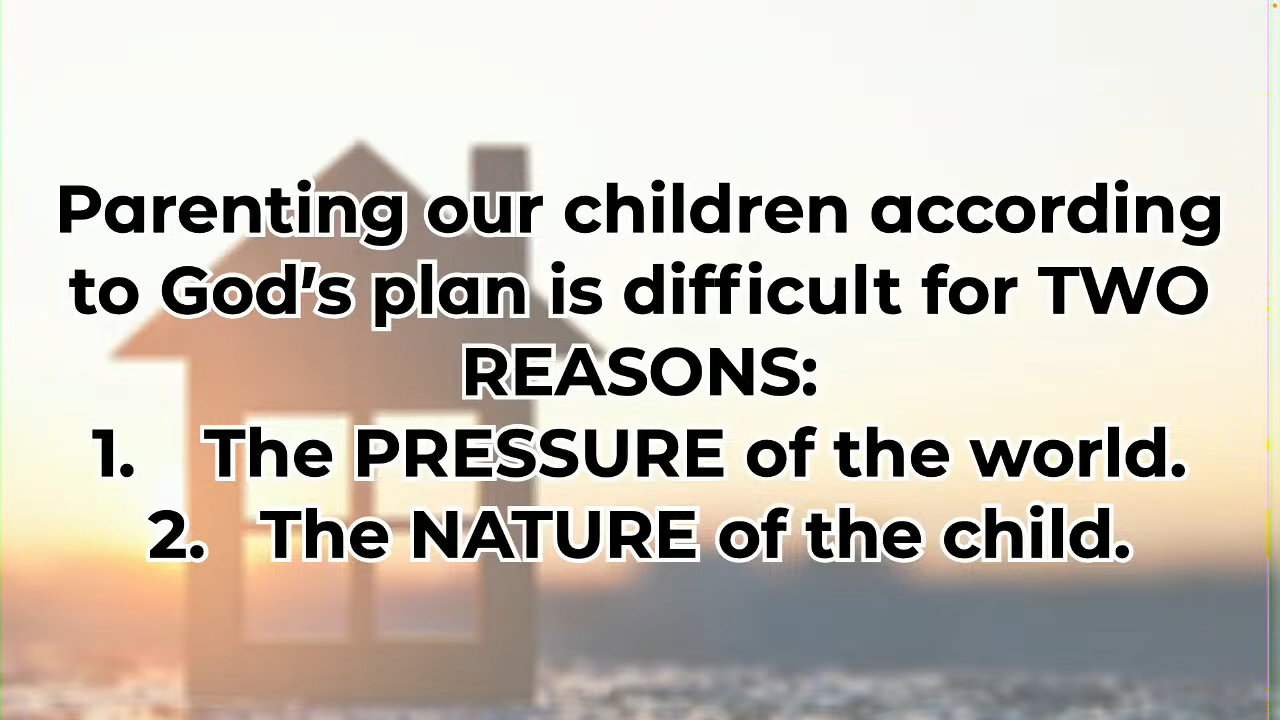 Parenting our children according
to God's plan is difficult for TWO
REASONS:
1. The PRESSURE of the world.
2. The NATURE of the child.